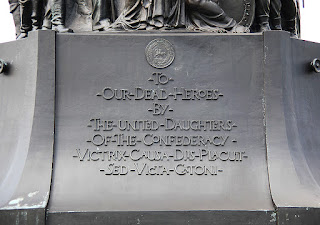 -To-
-Our-Dead-Heroes-
-By-
-The-United-Daughters-
-Of-The-Confederacy-
-Victrix-Causa-Diis-Placuit-
-Sed-Victa-Catoni-